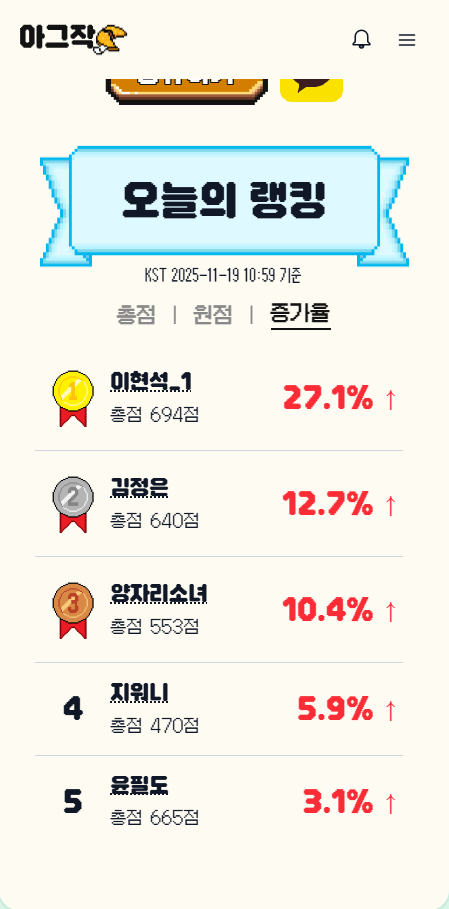 아그작
오늘의 랭킹
KST 2025-11-19 10:59 기준
총점 | 원점 | 증가율
1 이현석_1 27.1% ↑
총점 694점
2 김정은 12.7% ↑
총점 640점
3 양자리소녀 10.4% ↑
총점 553점
4 지워니 5.9% ↑
총점 470점
5 윤필도 3.1% ↑
총점 665점